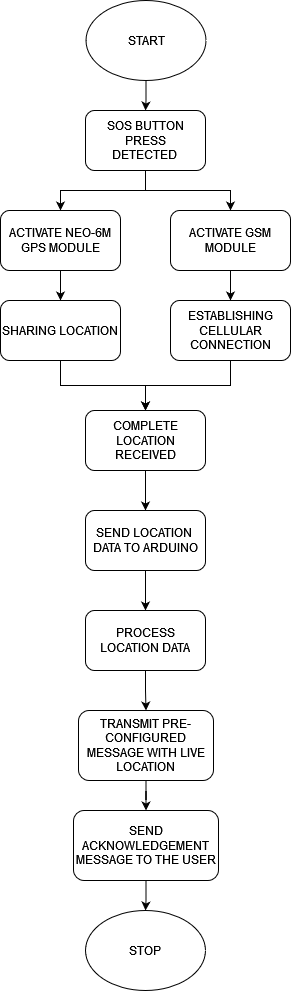 START
SOS BUTTON
PRESS
DETECTED
ACTIVATE NEO-6M
GPS MODULE
ACTIVATE GSM
MODULE
SHARING LOCATION
ESTABLISHING
CELLULAR
CONNECTION
COMPLETE
LOCATION
RECEIVED
SEND LOCATION
DATA TO ARDUINO
PROCESS
LOCATION DATA
TRANSMIT PRE-
CONFIGURED
MESSAGE WITH LIVE
LOCATION
SEND
ACKNOWLEDGEMENT
MESSAGE TO THE USER
STOP